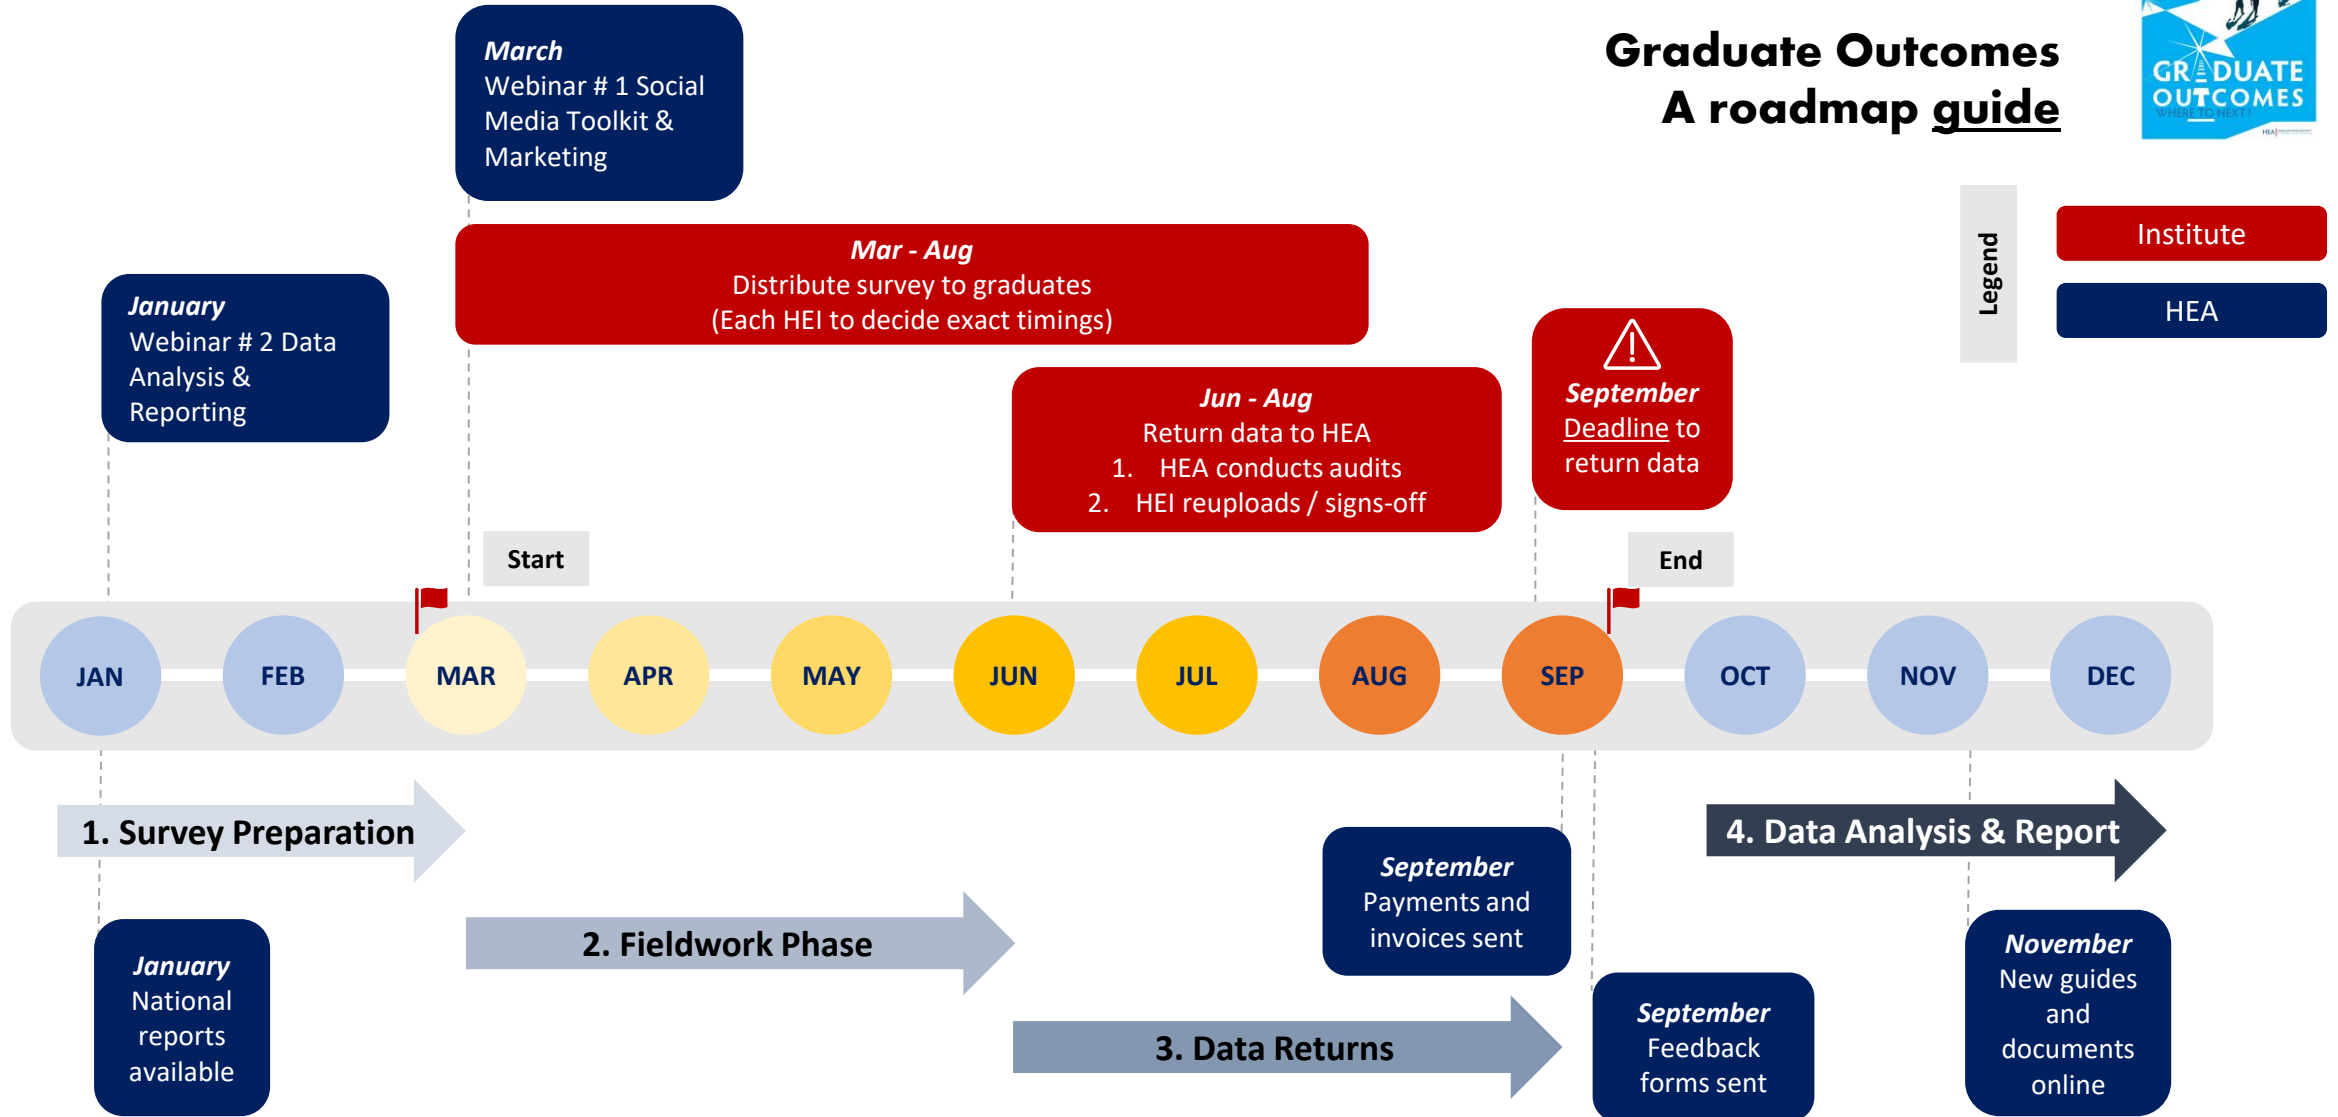 Graduate Outcomes
A roadmap guide
GRADUATE
OUTCOMES
WHERE TO NEXT?
HEA
Legend
Institute
HEA
March
Webinar # 1 Social
Media Toolkit &
Marketing
Mar - Aug
Distribute survey to graduates
(Each HEI to decide exact timings)
January
Webinar # 2 Data
Analysis &
Reporting
Jun - Aug
Return data to HEA
1. HEA conducts audits
2. HEI reuploads / signs-off
September
Deadline to
return data
Start
End
JAN
FEB
MAR
APR
MAY
JUN
JUL
AUG
SEP
OCT
NOV
DEC
1. Survey Preparation
2. Fieldwork Phase
3. Data Returns
4. Data Analysis & Report
January
National
reports
available
September
Payments and
invoices sent
September
Feedback
forms sent
November
New guides
and
documents
online